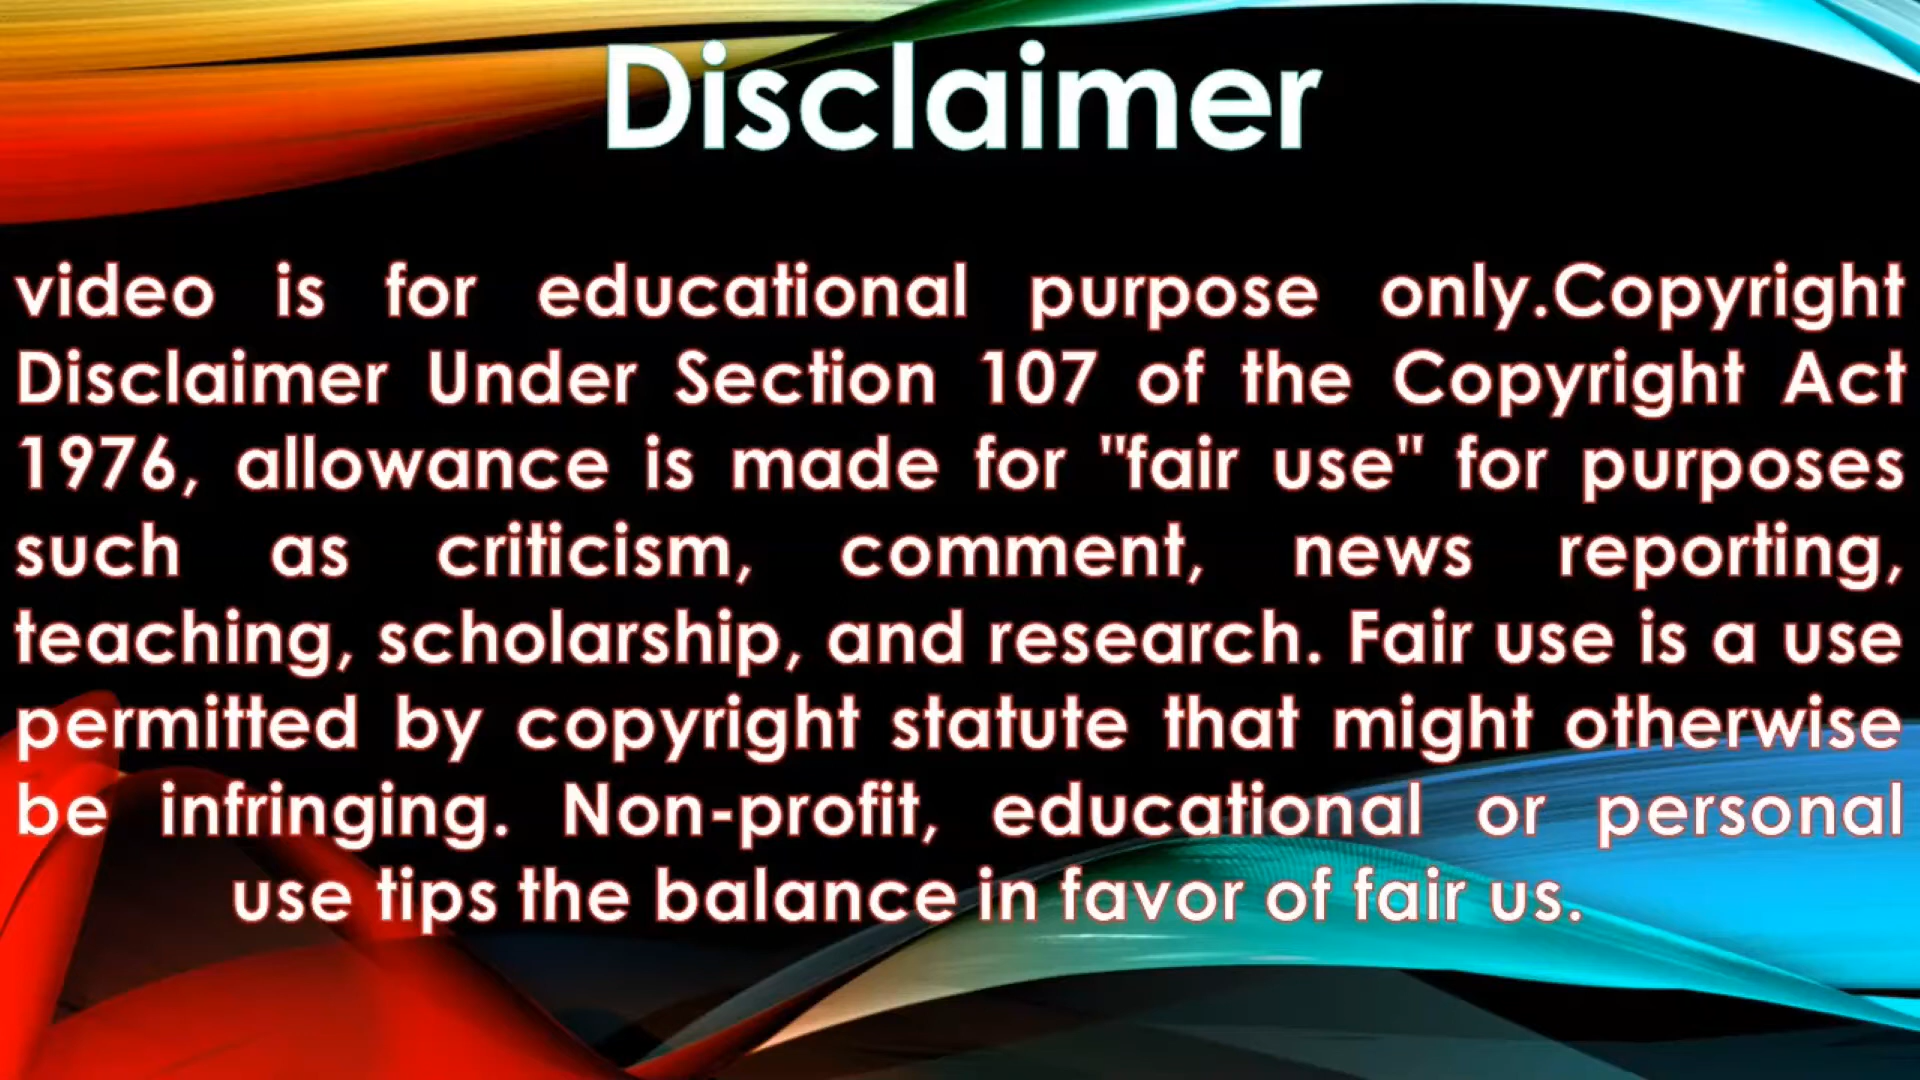 Disclaimer
video is for educational purpose only.Copyright
Disclaimer Under Section 107 of the Copyright Act
1976, allowance is made for "fair use" for purposes
such as criticism, comment, news reporting,
teaching, scholarship, and research. Fair use is a use
permitted by copyright statute that might otherwise
be infringing. Non-profit, educational or personal
use tips the balance in favor of fair us.